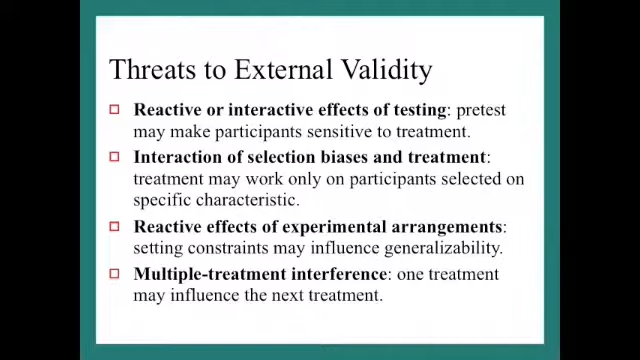 Threats to External Validity
Reactive or interactive effects of testing: pretest
may make participants sensitive to treatment.
Interaction of selection biases and treatment:
treatment may work only on participants selected on
specific characteristic.
Reactive effects of experimental arrangements:
setting constraints may influence generalizability.
Multiple-treatment interference: one treatment
may influence the next treatment.